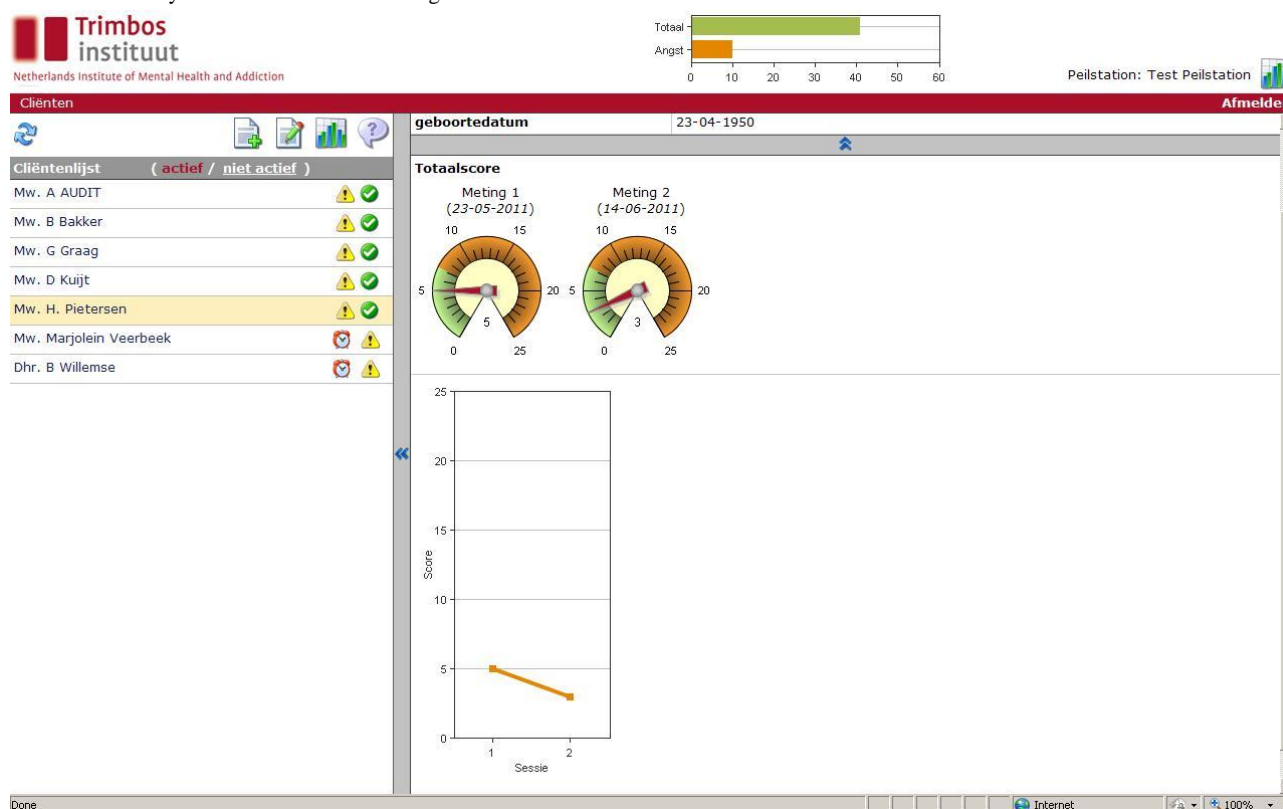 Trimbos
instituut
Netherlands Institute of Mental Health and Addiction
Totaal
Angst
0 10 20 30 40 50 60
Peilstation: Test Peilstation
Cliënten
Afmelde
geboortedatum 23-04-1950
Cliëntenlijst ( actief / niet actief )
Mw. A AUDIT
Mw. B Bakker
Mw. G Graag
Mw. D Kuijt
Mw. H. Pietersen
Mw. Marjolein Veerbeek
Dhr. B Willemse
Totaalscore
Meting 1
(23-05-2011)
10 15
5 20
5
0 25
Meting 2
(14-06-2011)
10 15
5 20
3
0 25
25
20
15
10
5
0
Score
1 2
Sessie
Done
Internet
100%